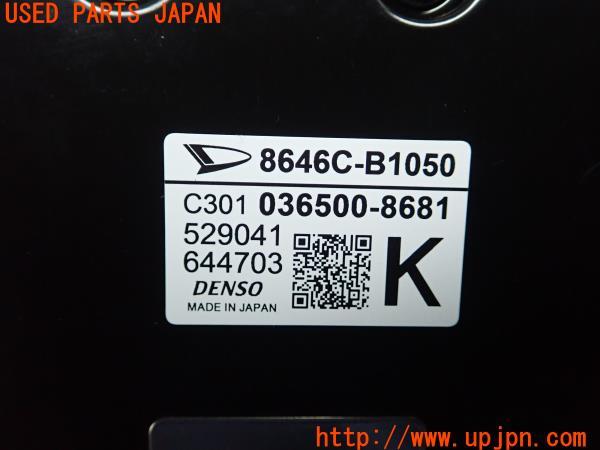 USED PARTS JAPAN
8646C-B1050
C301 036500-8681
529041
644703
K
DENSO
MADE IN JAPAN
http://www.upjpn.com